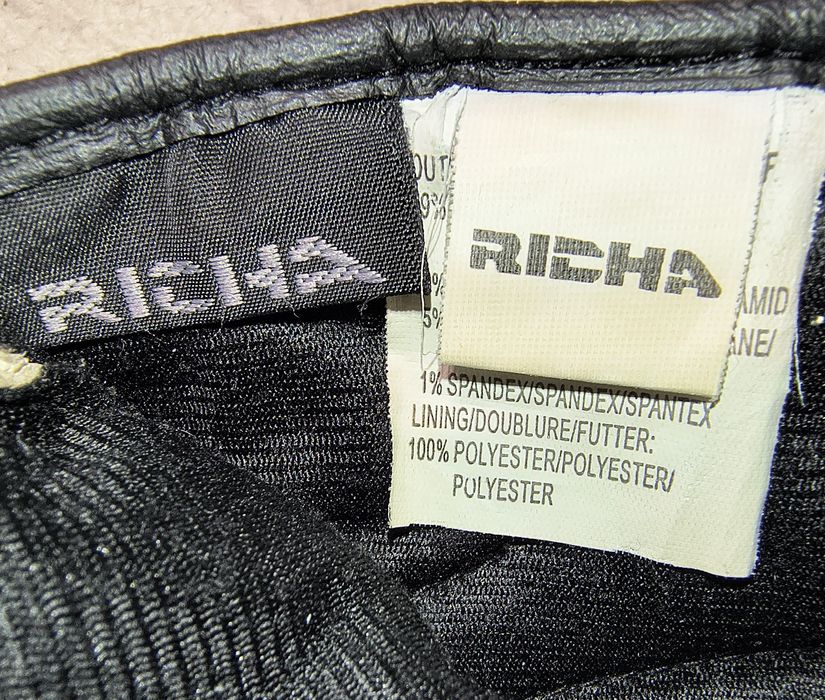 RICHA
RICHA
1% SPANDEX/SPANDEX/SPANTEX
LINING/DOUBLURE/FUTTER:
100% POLYESTER/POLYESTER/
POLYESTER